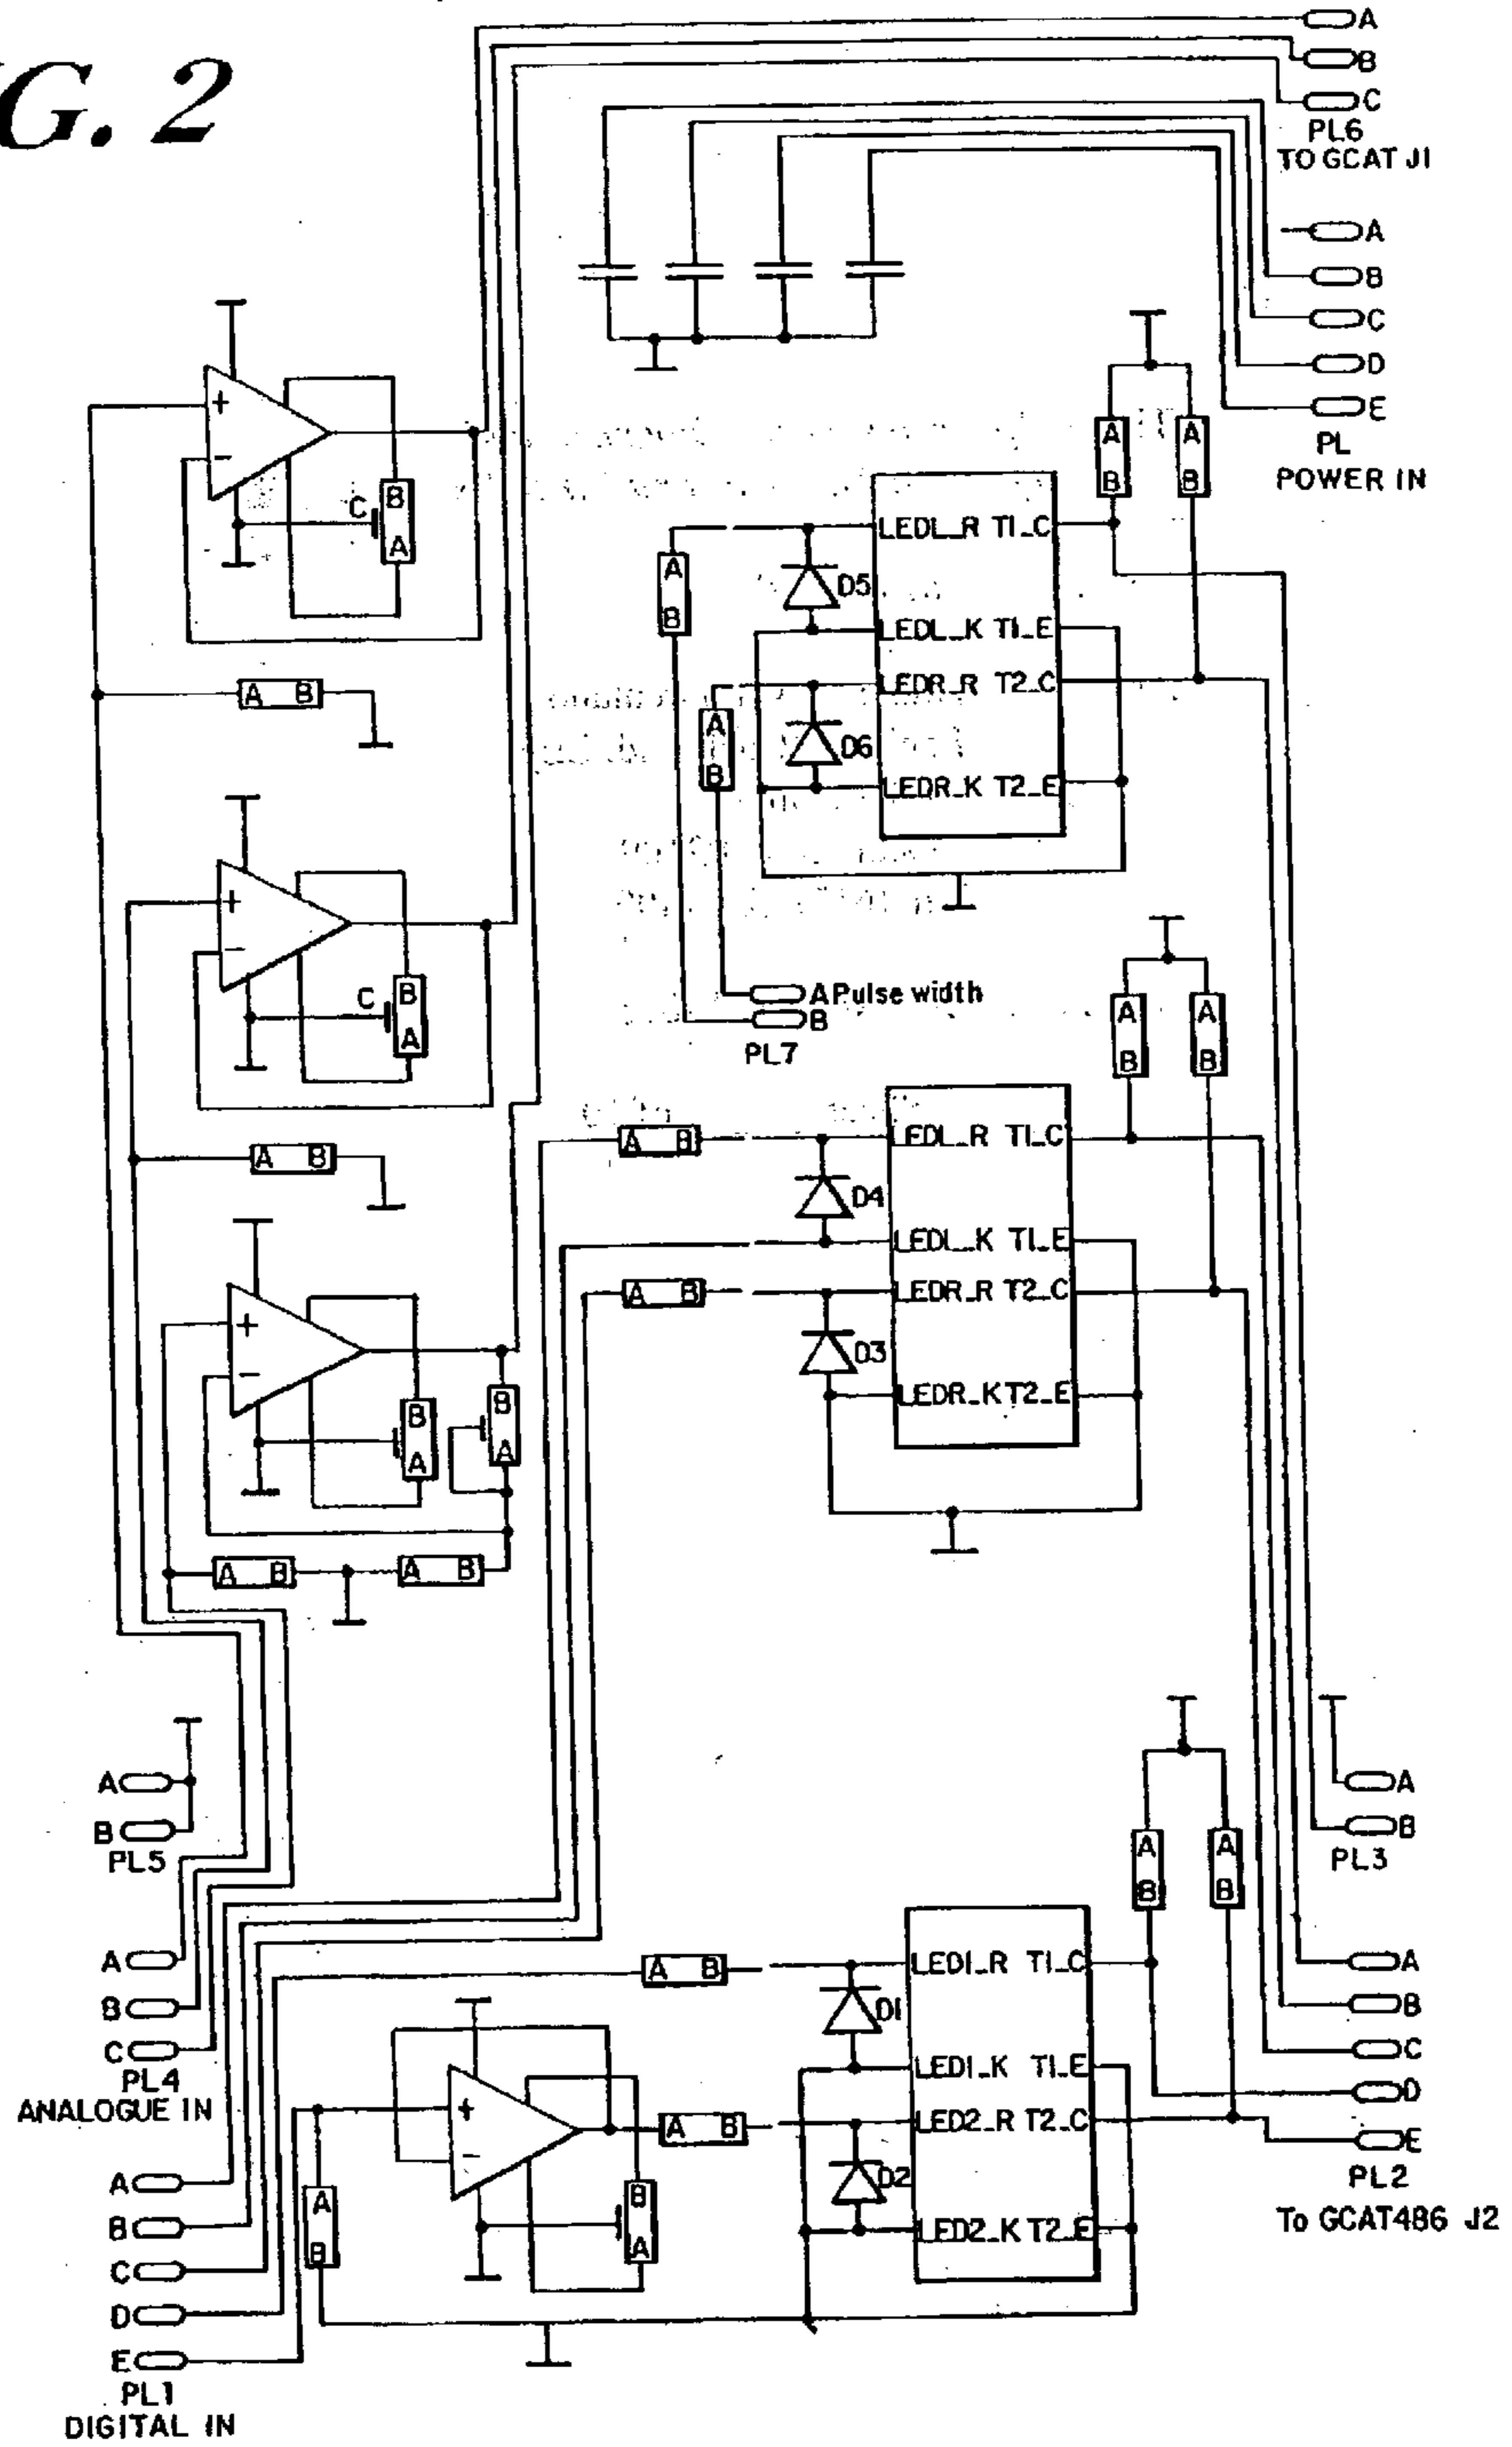 G. 2
A
B
C
PL6
TO GCAT J1
A
B
C
D
E
PL
POWER IN
+
−
C
B
A
A B
A
B
A
B
LEDL_R T1_C
A
B
D5
LEDL_K T1_E
LEDR_R T2_C
A
B
D6
LEDR_K T2_E
+
−
C
B
A
A Pulse width
B
PL7
A
B
A
B
A B
LEDL_R T1_C
A B
D4
LEDL_K T1_E
A B
LEDR_R T2_C
D3
LEDR_K T2_E
+
−
B
A
B
A
A B
A B
A
B
PL5
A
B
PL3
A
B
A
B
A
B
C
PL4
ANALOGUE IN
A B
LED1_R T1_C
D1
LED1_K T1_E
A
B
C
D
E
PL2
To GCAT486 J2
+
−
A B
LED2_R T2_C
D2
LED2_K T2_E
A
B
B
A
A
B
C
D
E
PL1
DIGITAL IN